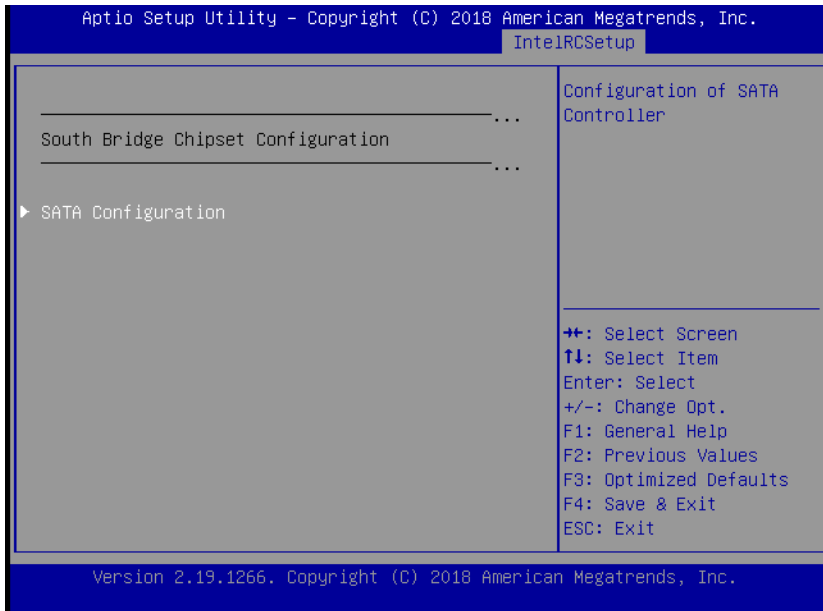 Aptio Setup Utility – Copyright (C) 2018 American Megatrends, Inc.
IntelRCSetup
...
South Bridge Chipset Configuration
...
SATA Configuration
Configuration of SATA
Controller
→←: Select Screen
↑↓: Select Item
Enter: Select
+/-: Change Opt.
F1: General Help
F2: Previous Values
F3: Optimized Defaults
F4: Save & Exit
ESC: Exit
Version 2.19.1266. Copyright (C) 2018 American Megatrends, Inc.